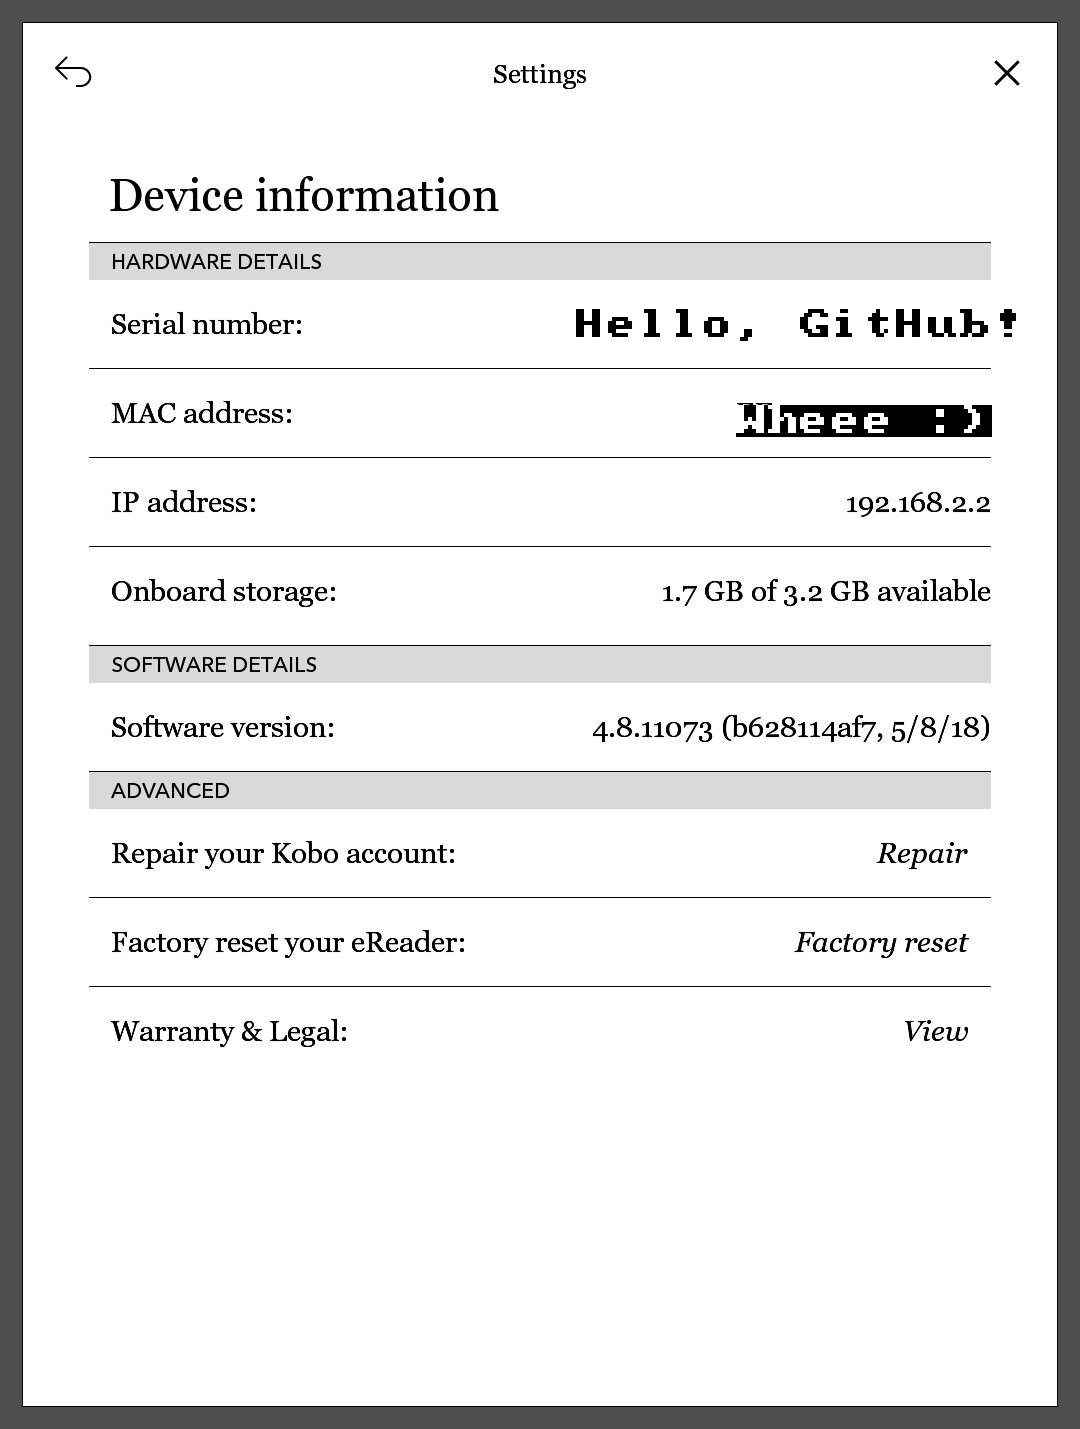 Settings
Device information
HARDWARE DETAILS
Serial number: Hello, GitHub!
MAC address: Wheee :)
IP address: 192.168.2.2
Onboard storage: 1.7 GB of 3.2 GB available
SOFTWARE DETAILS
Software version: 4.8.11073 (b628114af7, 5/8/18)
ADVANCED
Repair your Kobo account: Repair
Factory reset your eReader: Factory reset
Warranty & Legal: View